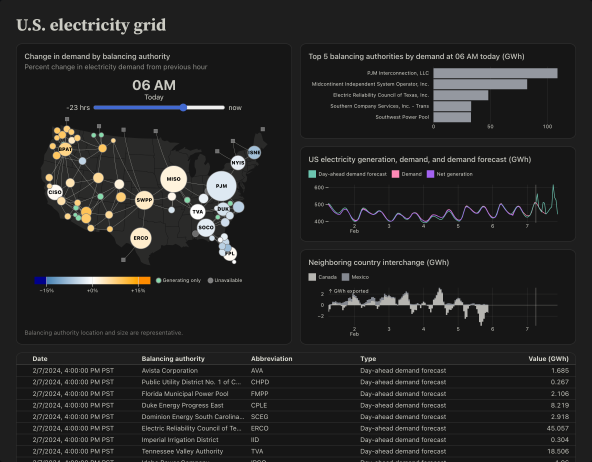 U.S. electricity grid
Change in demand by balancing authority
Percent change in electricity demand from previous hour
06 AM
Today
-23 hrs
now
BPAT
ISNE
NYIS
MISO
PJM
CISO
SWPP
TVA
DUK
SOCO
ERCO
FPL
−15%
+0%
+15%
Generating only
Unavailable
Balancing authority location and size are representative.
Top 5 balancing authorities by demand at 06 AM today (GWh)
PJM Interconnection, LLC
Midcontinent Independent System Operator, Inc.
Electric Reliability Council of Texas, Inc.
Southern Company Services, Inc. - Trans
Southwest Power Pool
0
50
100
US electricity generation, demand, and demand forecast (GWh)
Day-ahead demand forecast
Demand
Net generation
600
500
400
2 3 4 5 6 7
Feb
Neighboring country interchange (GWh)
Canada
Mexico
↑ GWh exported
2
0
−2
2 3 4 5 6 7
Feb
Date Balancing authority Abbreviation Type Value (GWh)
2/7/2024, 4:00:00 PM PST Avista Corporation AVA Day-ahead demand forecast 1.685
2/7/2024, 4:00:00 PM PST Public Utility District No. 1 of C... CHPD Day-ahead demand forecast 0.267
2/7/2024, 4:00:00 PM PST Florida Municipal Power Pool FMPP Day-ahead demand forecast 2.106
2/7/2024, 4:00:00 PM PST Duke Energy Progress East CPLE Day-ahead demand forecast 8.219
2/7/2024, 4:00:00 PM PST Dominion Energy South Carolina... SCEG Day-ahead demand forecast 2.918
2/7/2024, 4:00:00 PM PST Electric Reliability Council of Te... ERCO Day-ahead demand forecast 45.057
2/7/2024, 4:00:00 PM PST Imperial Irrigation District IID Day-ahead demand forecast 0.304
2/7/2024, 4:00:00 PM PST Tennessee Valley Authority TVA Day-ahead demand forecast 18.506